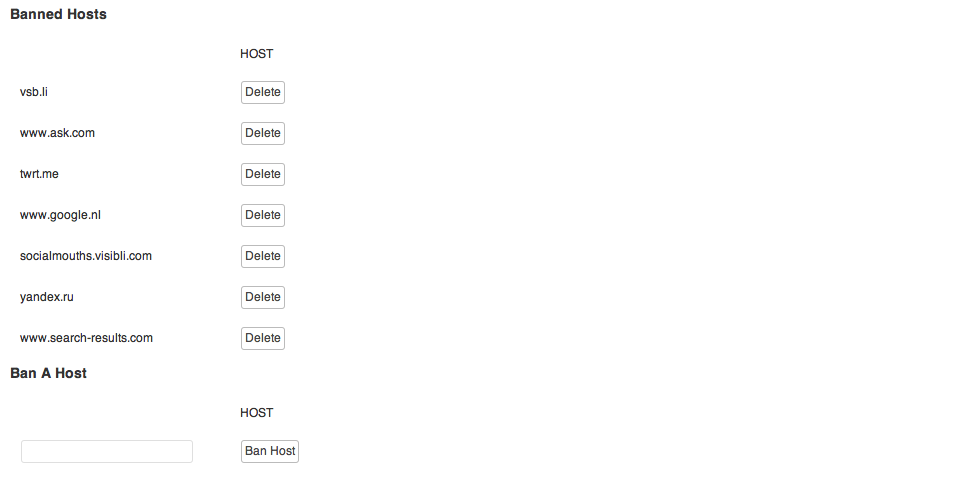 Banned Hosts
HOST
vsb.li Delete
www.ask.com Delete
twrt.me Delete
www.google.nl Delete
socialmouths.visibli.com Delete
yandex.ru Delete
www.search-results.com Delete
Ban A Host
HOST
Ban Host